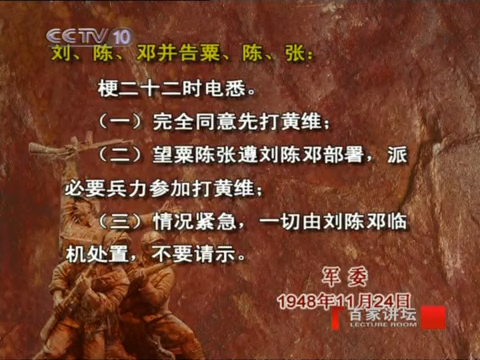 CCTV 10
刘、陈、邓并告粟、陈、张：
梗二十二时电悉。
（一）完全同意先打黄维；
（二）望粟陈张遵刘陈邓部署，派
必要兵力参加打黄维；
（三）情况紧急，一切由刘陈邓临
机处置，不要请示。
军委
1948年11月24日
百家讲坛
LECTURE ROOM